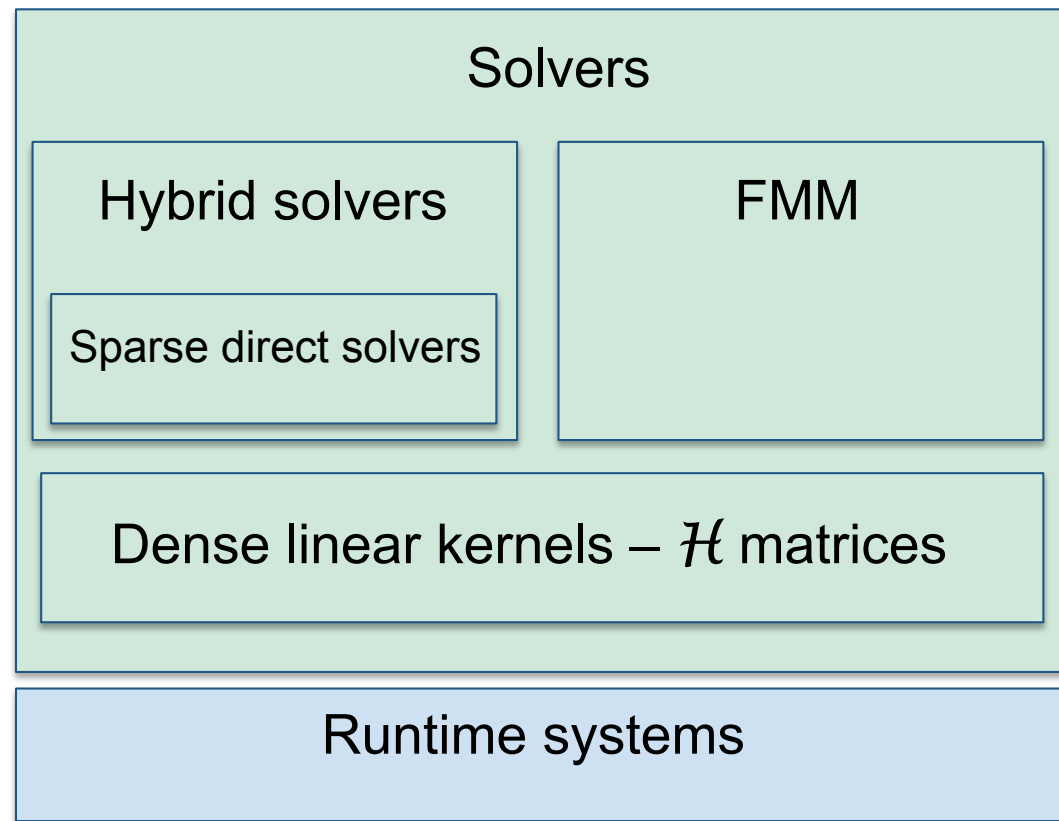 Solvers
Hybrid solvers
FMM
Sparse direct solvers
Dense linear kernels – ℋ matrices
Runtime systems